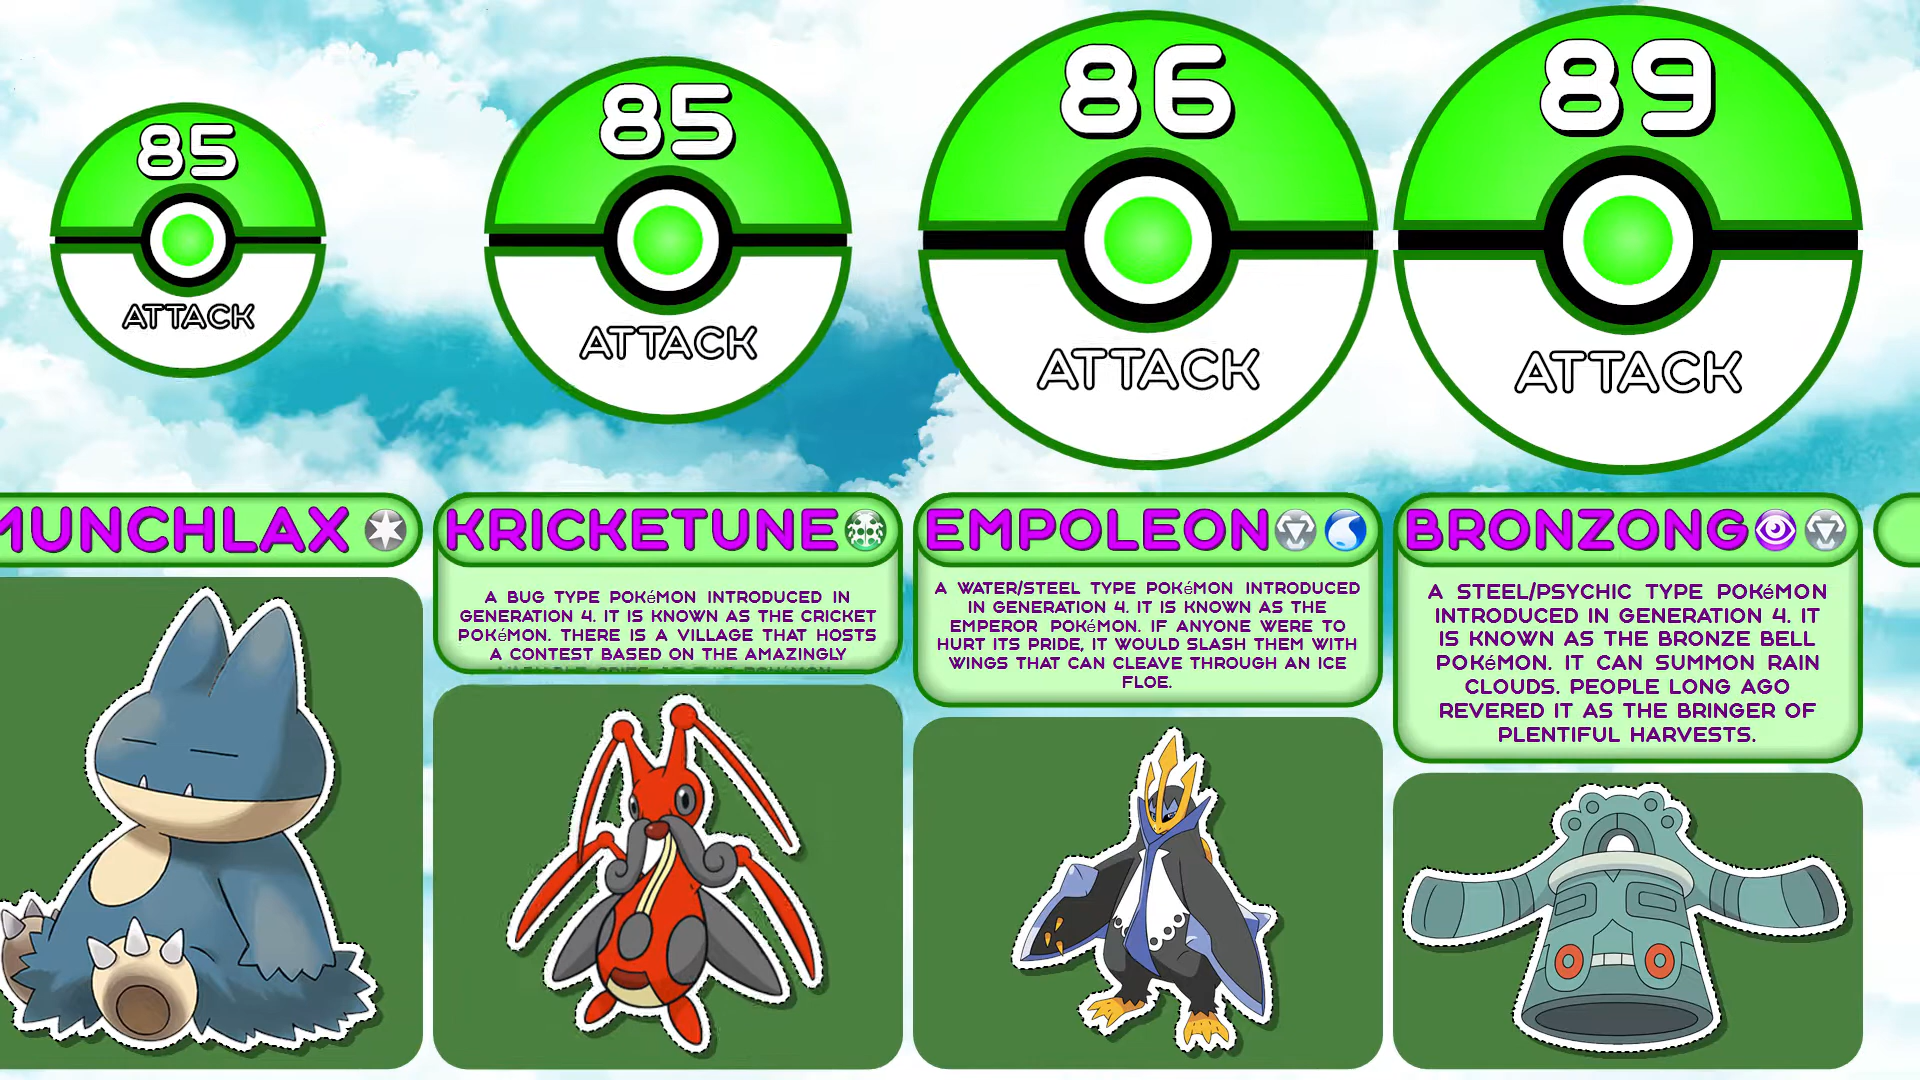 85
ATTACK
85
ATTACK
86
ATTACK
89
ATTACK
MUNCHLAX
KRICKETUNE
A BUG TYPE POKéMON INTRODUCED IN
GENERATION 4. IT IS KNOWN AS THE CRICKET
POKéMON. THERE IS A VILLAGE THAT HOSTS
A CONTEST BASED ON THE AMAZINGLY
EMPOLEON
A WATER/STEEL TYPE POKéMON INTRODUCED
IN GENERATION 4. IT IS KNOWN AS THE
EMPEROR POKéMON. IF ANYONE WERE TO
HURT ITS PRIDE, IT WOULD SLASH THEM WITH
WINGS THAT CAN CLEAVE THROUGH AN ICE
FLOE.
BRONZONG
A STEEL/PSYCHIC TYPE POKéMON
INTRODUCED IN GENERATION 4. IT
IS KNOWN AS THE BRONZE BELL
POKéMON. IT CAN SUMMON RAIN
CLOUDS. PEOPLE LONG AGO
REVERED IT AS THE BRINGER OF
PLENTIFUL HARVESTS.